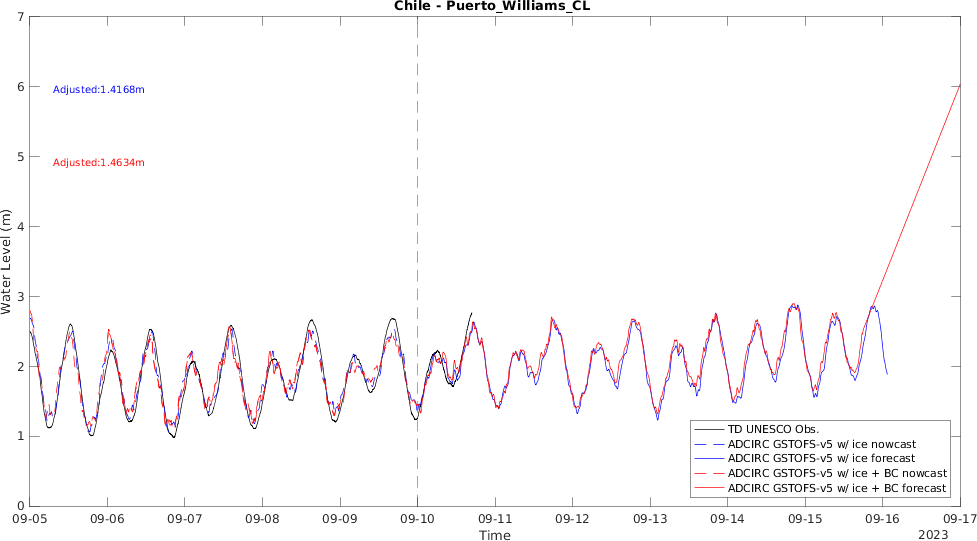 Chile - Puerto_Williams_CL
7
6
5
4
3
2
1
0
Water Level (m)
Adjusted:1.4168m
Adjusted:1.4634m
TD UNESCO Obs.
ADCIRC GSTOFS-v5 w/ ice nowcast
ADCIRC GSTOFS-v5 w/ ice forecast
ADCIRC GSTOFS-v5 w/ ice + BC nowcast
ADCIRC GSTOFS-v5 w/ ice + BC forecast
09-05 09-06 09-07 09-08 09-09 09-10 09-11 09-12 09-13 09-14 09-15 09-16 09-17
Time
2023